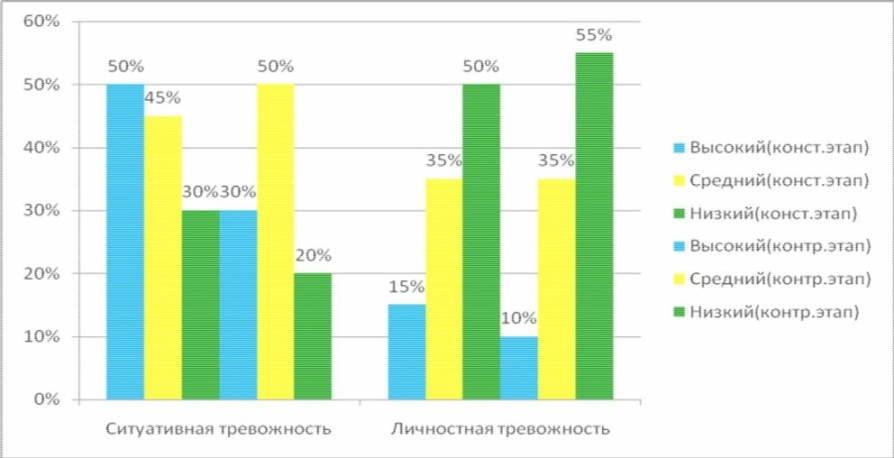 60%
50%
40%
30%
20%
10%
0%
50%
45%
30%
30%
50%
20%
15%
35%
50%
10%
35%
55%
Ситуативная тревожность
Личностная тревожность
Высокий(конст.этап)
Средний(конст.этап)
Низкий(конст.этап)
Высокий(контр.этап)
Средний(контр.этап)
Низкий(контр.этап)